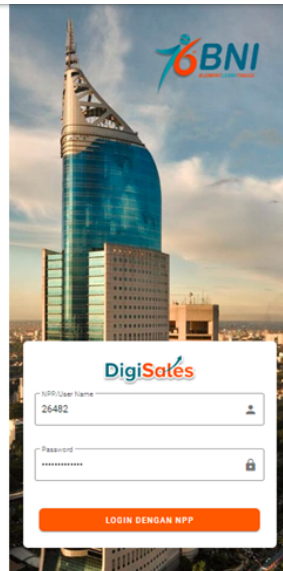 76 BNI
DigiSales
NPP/User Name
26482
Password
•••••••••••••
LOGIN DENGAN NPP